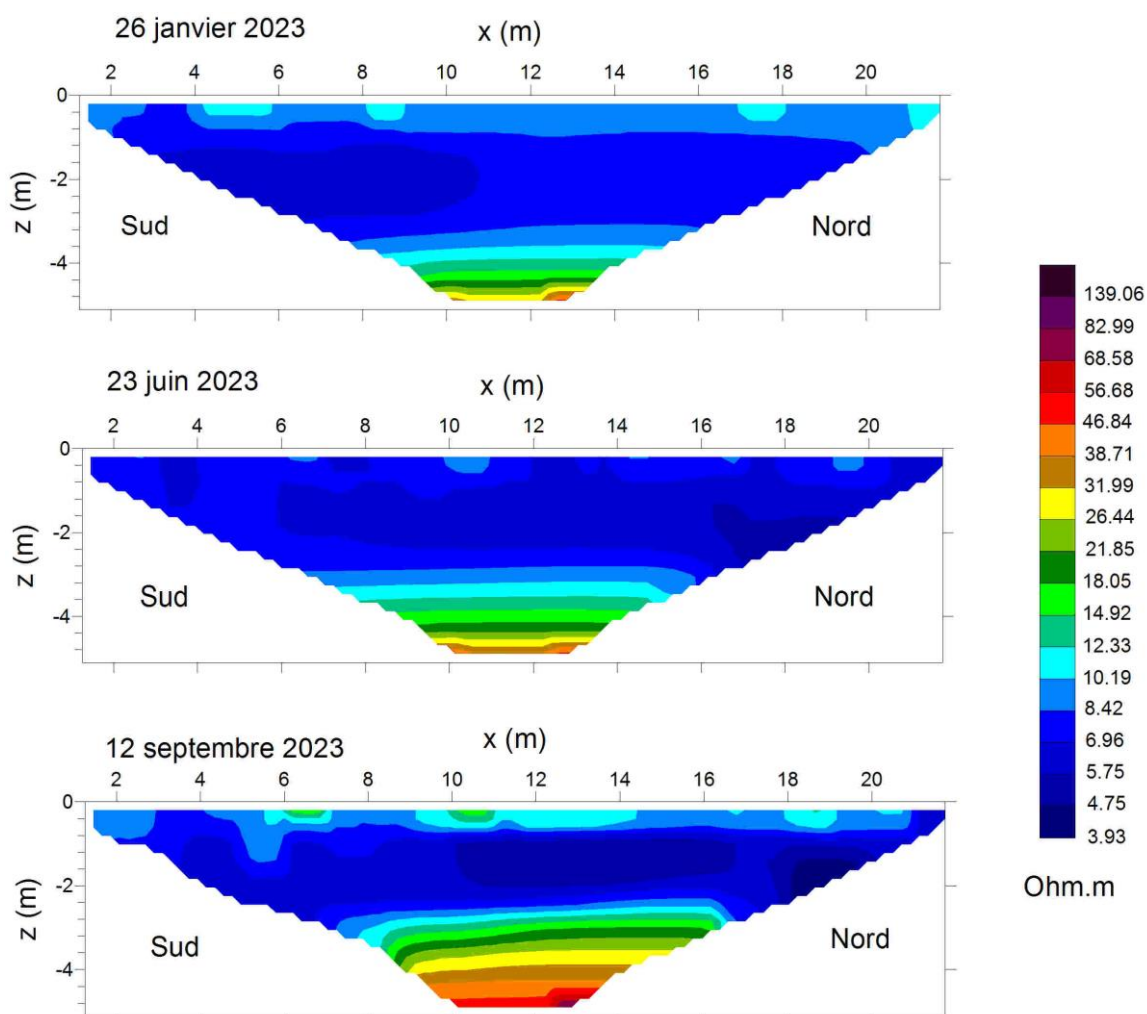 26 janvier 2023
x (m)
2 4 6 8 10 12 14 16 18 20
0
-2
-4
z (m)
Sud
Nord
23 juin 2023
x (m)
2 4 6 8 10 12 14 16 18 20
0
-2
-4
z (m)
Sud
Nord
12 septembre 2023
x (m)
2 4 6 8 10 12 14 16 18 20
0
-2
-4
z (m)
Sud
Nord
139.06
82.99
68.58
56.68
46.84
38.71
31.99
26.44
21.85
18.05
14.92
12.33
10.19
8.42
6.96
5.75
4.75
3.93
Ohm.m